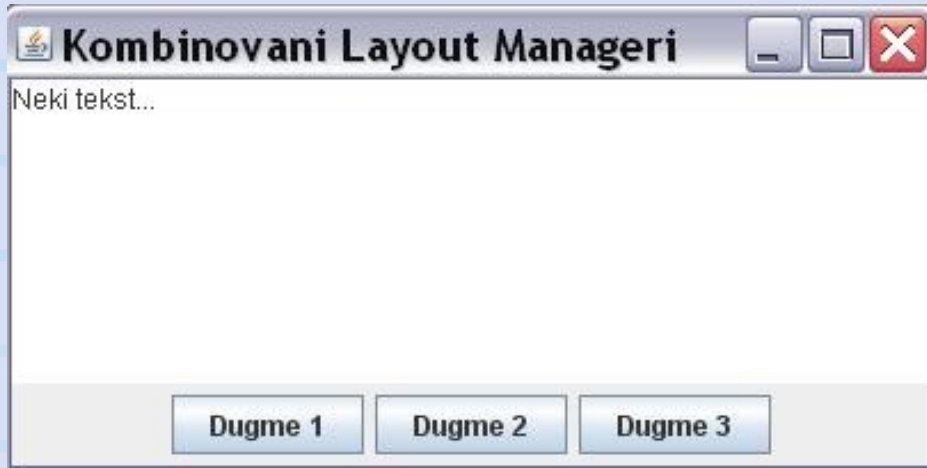 Kombinovani Layout Manageri
Neki tekst...
Dugme 1 Dugme 2 Dugme 3